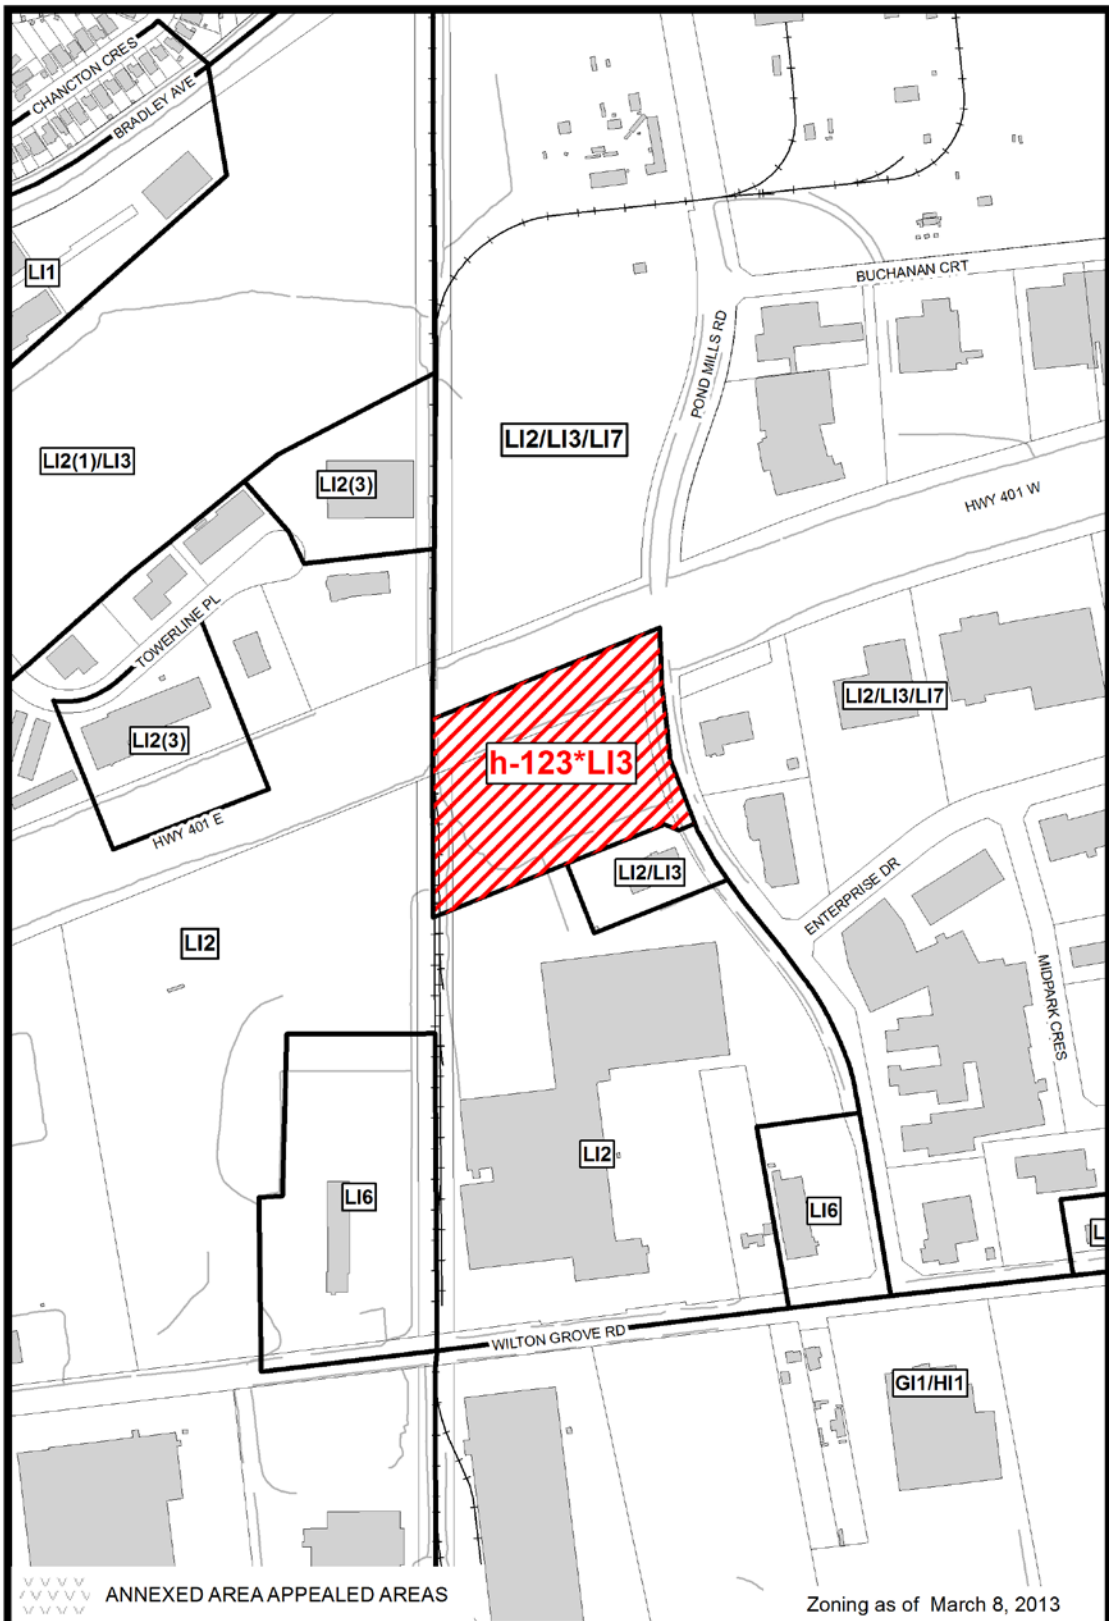 CHANCTON CRES
BRADLEY AVE
LI1
BUCHANAN CRT
POND MILLS RD
LI2/LI3/LI7
LI2(1)/LI3
LI2(3)
HWY 401 W
TOWERLINE PL
LI2/LI3/LI7
LI2(3)
h-123*LI3
HWY 401 E
LI2/LI3
ENTERPRISE DR
LI2
MIDPARK CRES
LI2
LI6
LI6
L
WILTON GROVE RD
GI1/HI1
ANNEXED AREA APPEALED AREAS
Zoning as of March 8, 2013